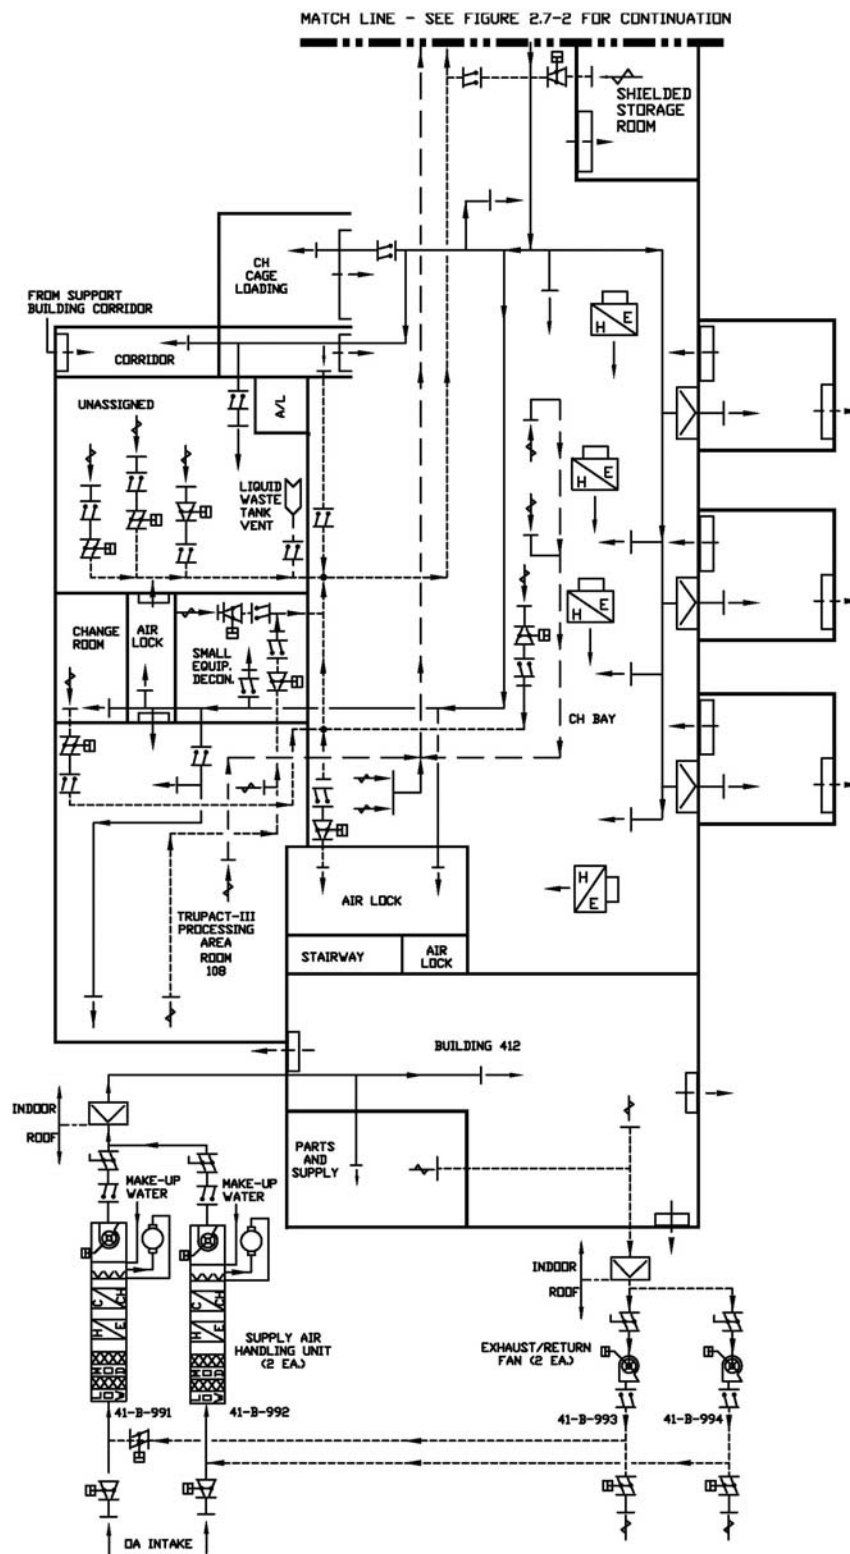 MATCH LINE - SEE FIGURE 2.7-2 FOR CONTINUATION
SHIELDED
STORAGE
ROOM
CH
CAGE
LOADING
FROM SUPPORT
BUILDING CORRIDOR
CORRIDOR
H
E
UNASSIGNED
A/L
LIQUID
WASTE
TANK
VENT
H
E
H
E
CHANGE
ROOM
AIR
LOCK
SMALL
EQUIP.
DECON.
CH BAY
H
E
TRUPACT-III
PROCESSING
AREA
ROOM
108
AIR LOCK
STAIRWAY
AIR
LOCK
BUILDING 412
INDOOR
ROOF
PARTS
AND
SUPPLY
MAKE-UP
WATER
MAKE-UP
WATER
INDOOR
ROOF
C
CH
C
CH
H
E
H
E
SUPPLY AIR
HANDLING UNIT
(2 EA.)
EXHAUST/RETURN
FAN (2 EA.)
41-B-991
41-B-992
41-B-993
41-B-994
OA INTAKE